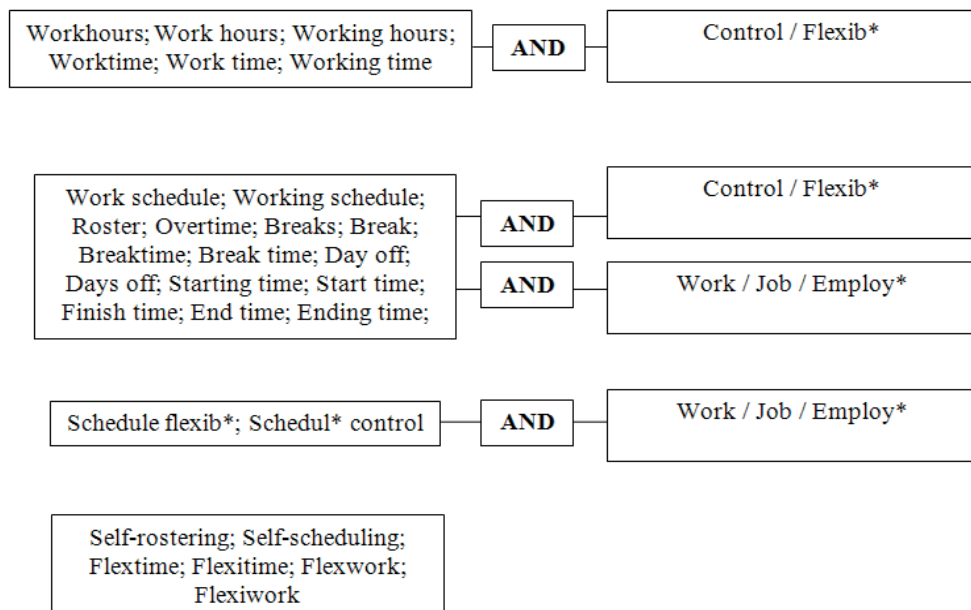 Workhours; Work hours; Working hours;
Worktime; Work time; Working time
AND
Control / Flexib*
Work schedule; Working schedule;
Roster; Overtime; Breaks; Break;
Breaktime; Break time; Day off;
Days off; Starting time; Start time;
Finish time; End time; Ending time;
AND
Control / Flexib*
AND
Work / Job / Employ*
Schedule flexib*; Schedul* control
AND
Work / Job / Employ*
Self-rostering; Self-scheduling;
Flextime; Flexitime; Flexwork;
Flexiwork